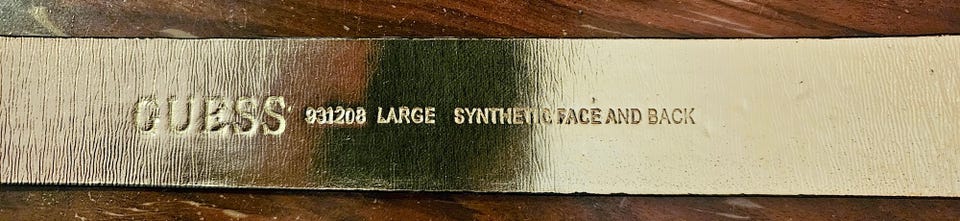 GUESS 931208 LARGE SYNTHETIC FACE AND BACK